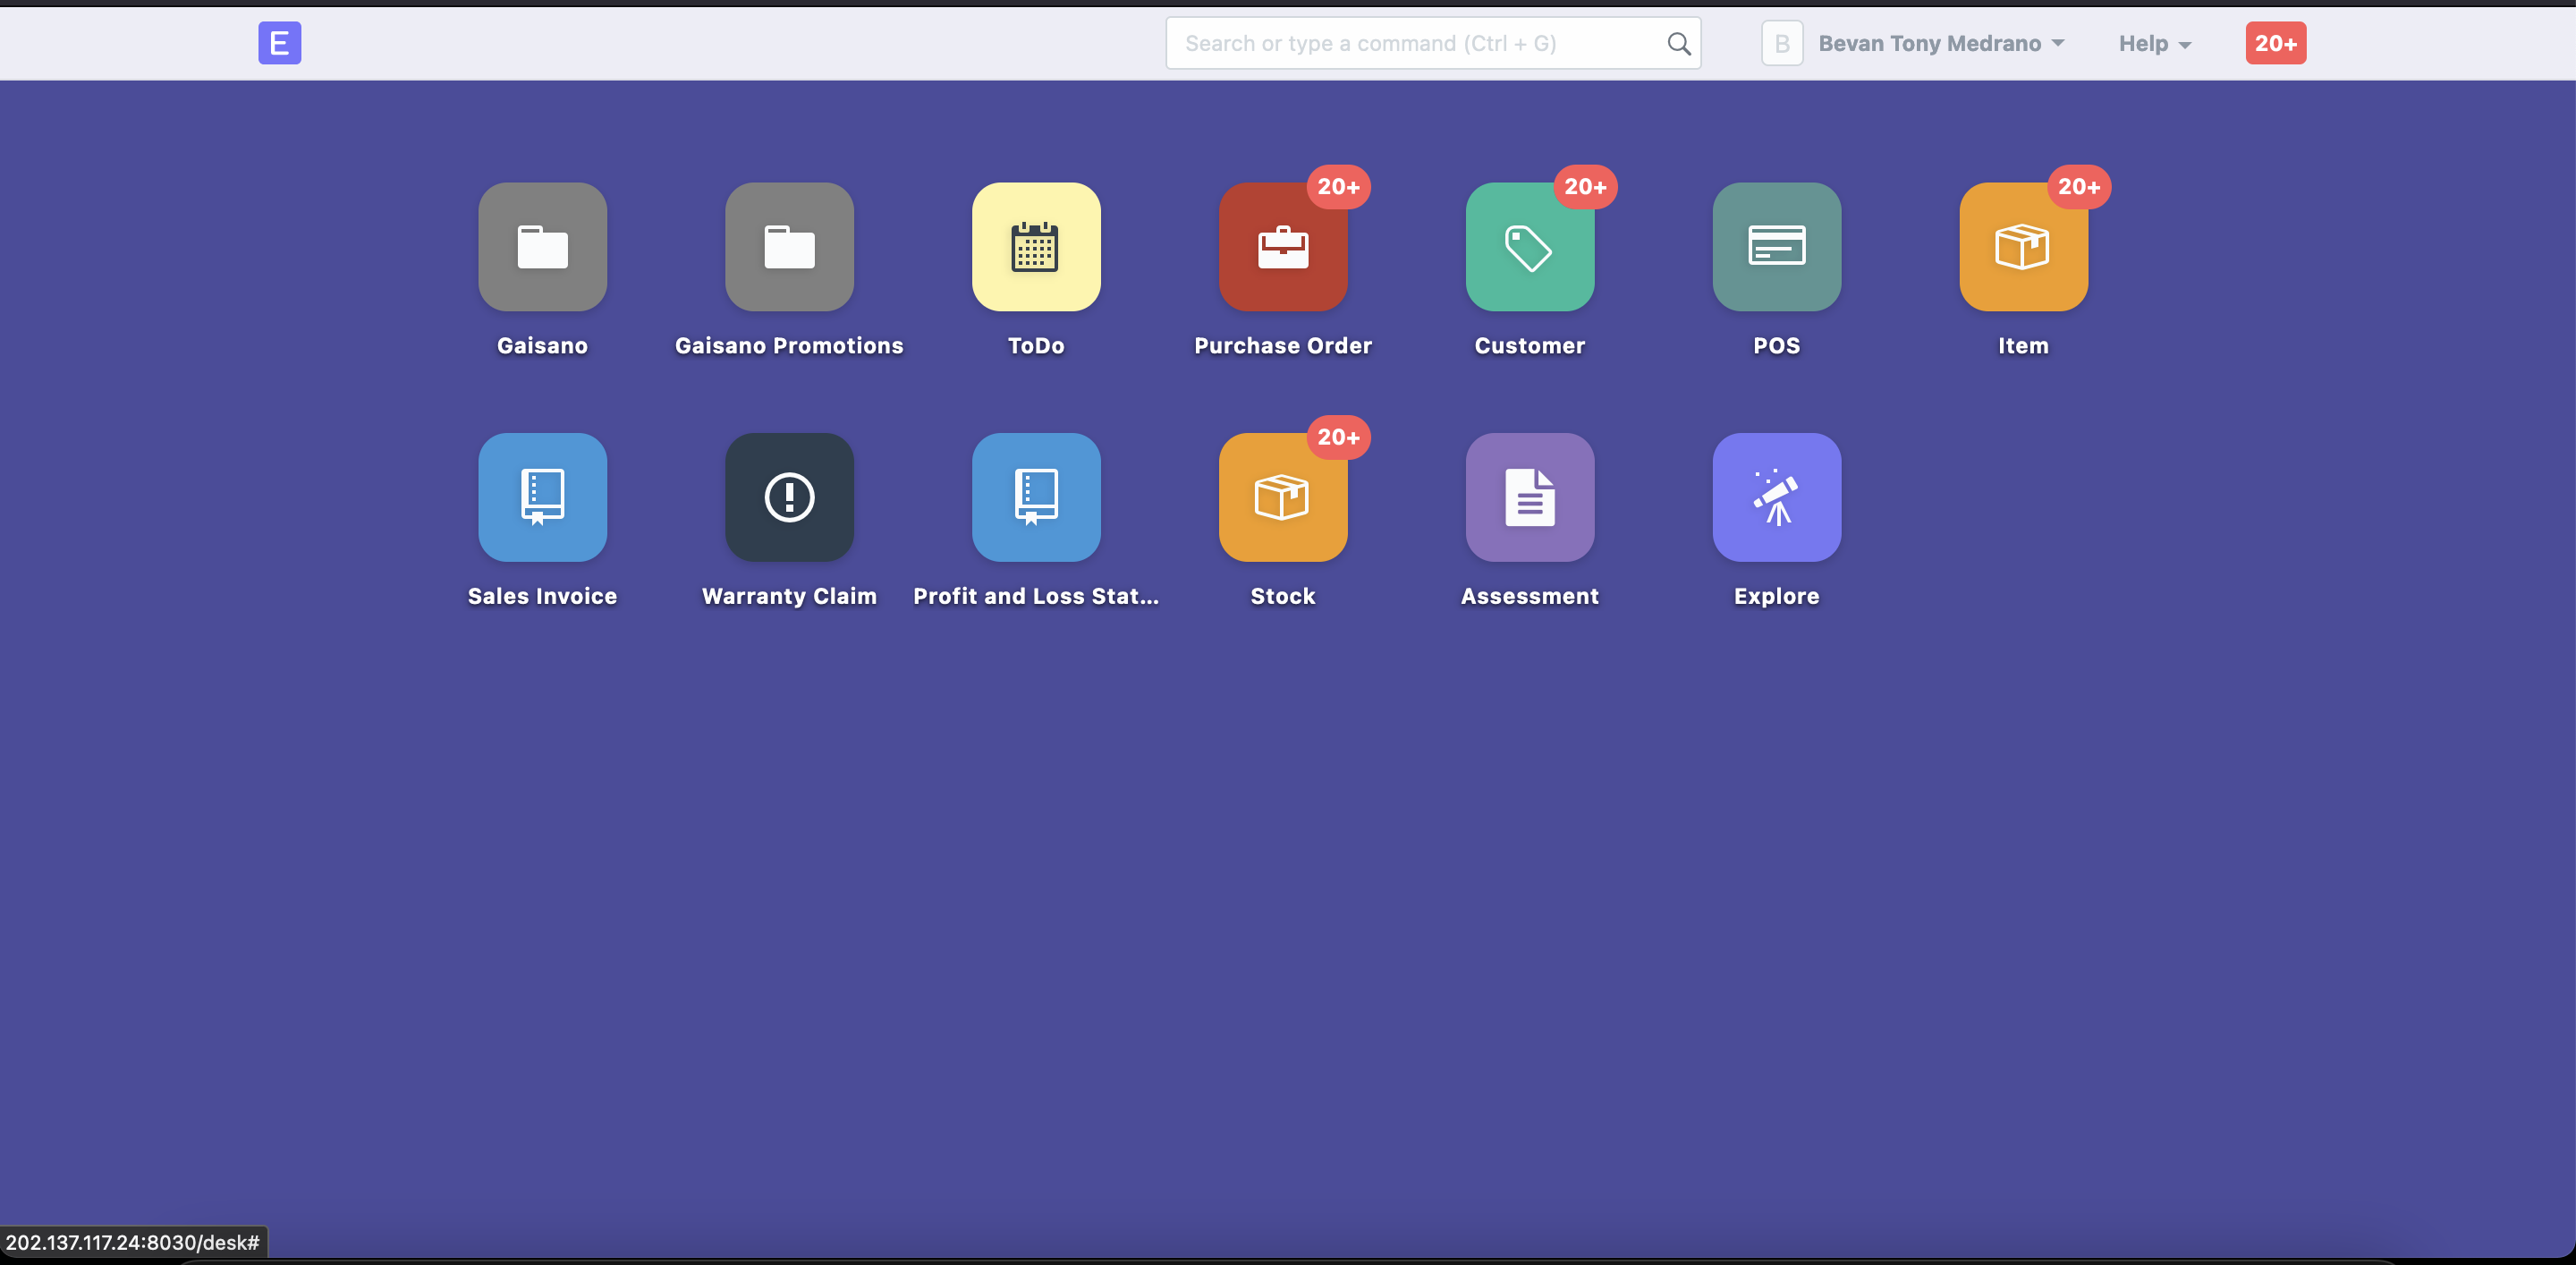 E
Search or type a command (Ctrl + G)
B Bevan Tony Medrano
Help
20+
20+ 20+ 20+
Gaisano Gaisano Promotions ToDo Purchase Order Customer POS Item
20+
Sales Invoice Warranty Claim Profit and Loss Stat... Stock Assessment Explore
202.137.117.24:8030/desk#